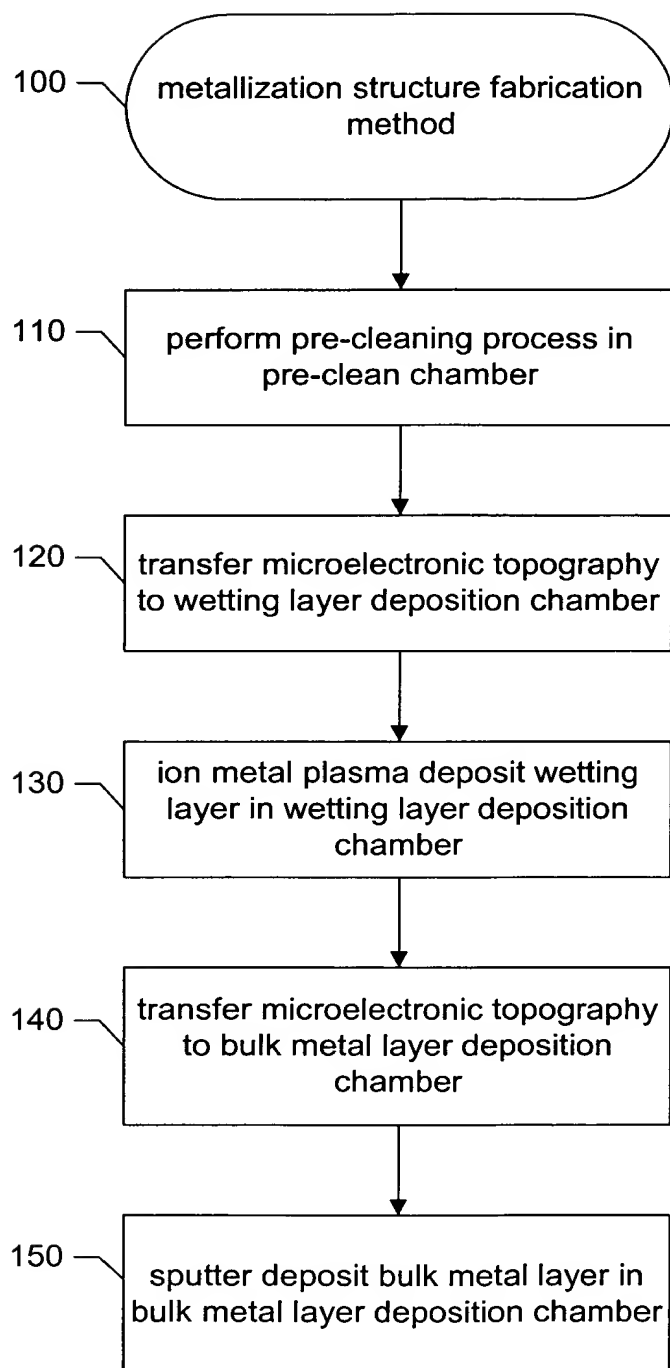 100
metallization structure fabrication
method
110
perform pre-cleaning process in
pre-clean chamber
120
transfer microelectronic topography
to wetting layer deposition chamber
130
ion metal plasma deposit wetting
layer in wetting layer deposition
chamber
140
transfer microelectronic topography
to bulk metal layer deposition
chamber
150
sputter deposit bulk metal layer in
bulk metal layer deposition chamber